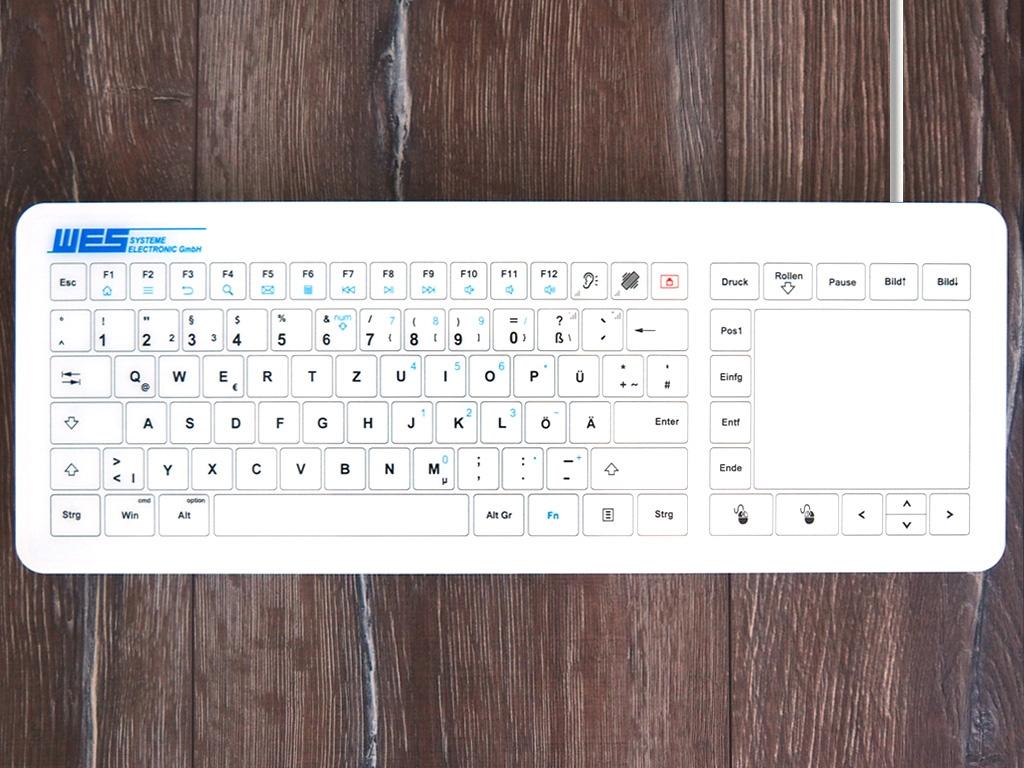 WES SYSTEME
ELECTRONIC GmbH
Esc F1 F2 F3 F4 F5 F6 F7 F8 F9 F10 F11 F12 Druck Rollen Pause Bild↑ Bild↓
° ^ ! 1 " 2 2 § 3 3 $ 4 % 5 & 6 num / 7 { 7 ( 8 [ 8 ) 9 ] 9 = 0 } / ? ß \ ` ´ ← Pos1
Q @ W E € R T Z U 4 I 5 O 6 P * Ü * + ~ ' # Einfg
A S D F G H J 1 K 2 L 3 Ö - Ä Enter Entf
> < | Y X C V B N M 0 µ ; , : . _ - + Ende
Strg Win cmd Alt option Alt Gr Fn Strg < ^ v >